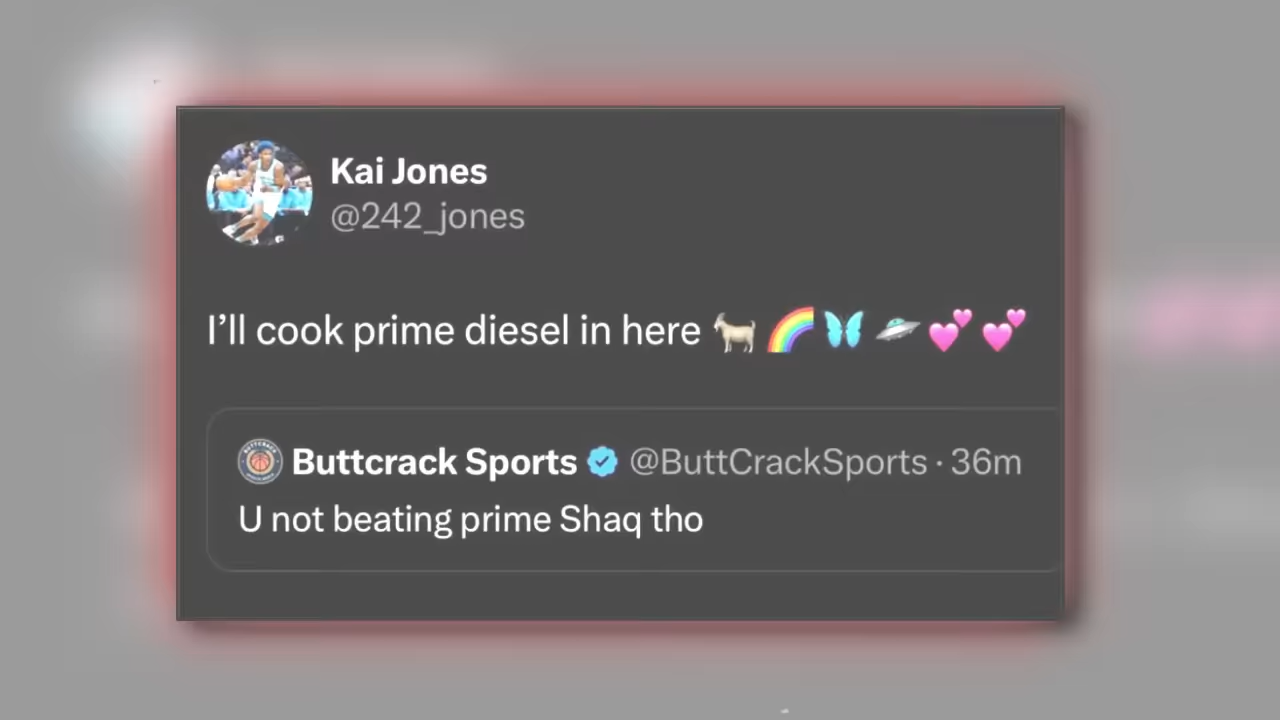 Kai Jones
@242_jones
I’ll cook prime diesel in here 🐐🌈🦋🛸💕💕
Buttcrack Sports @ButtCrackSports · 36m
U not beating prime Shaq tho